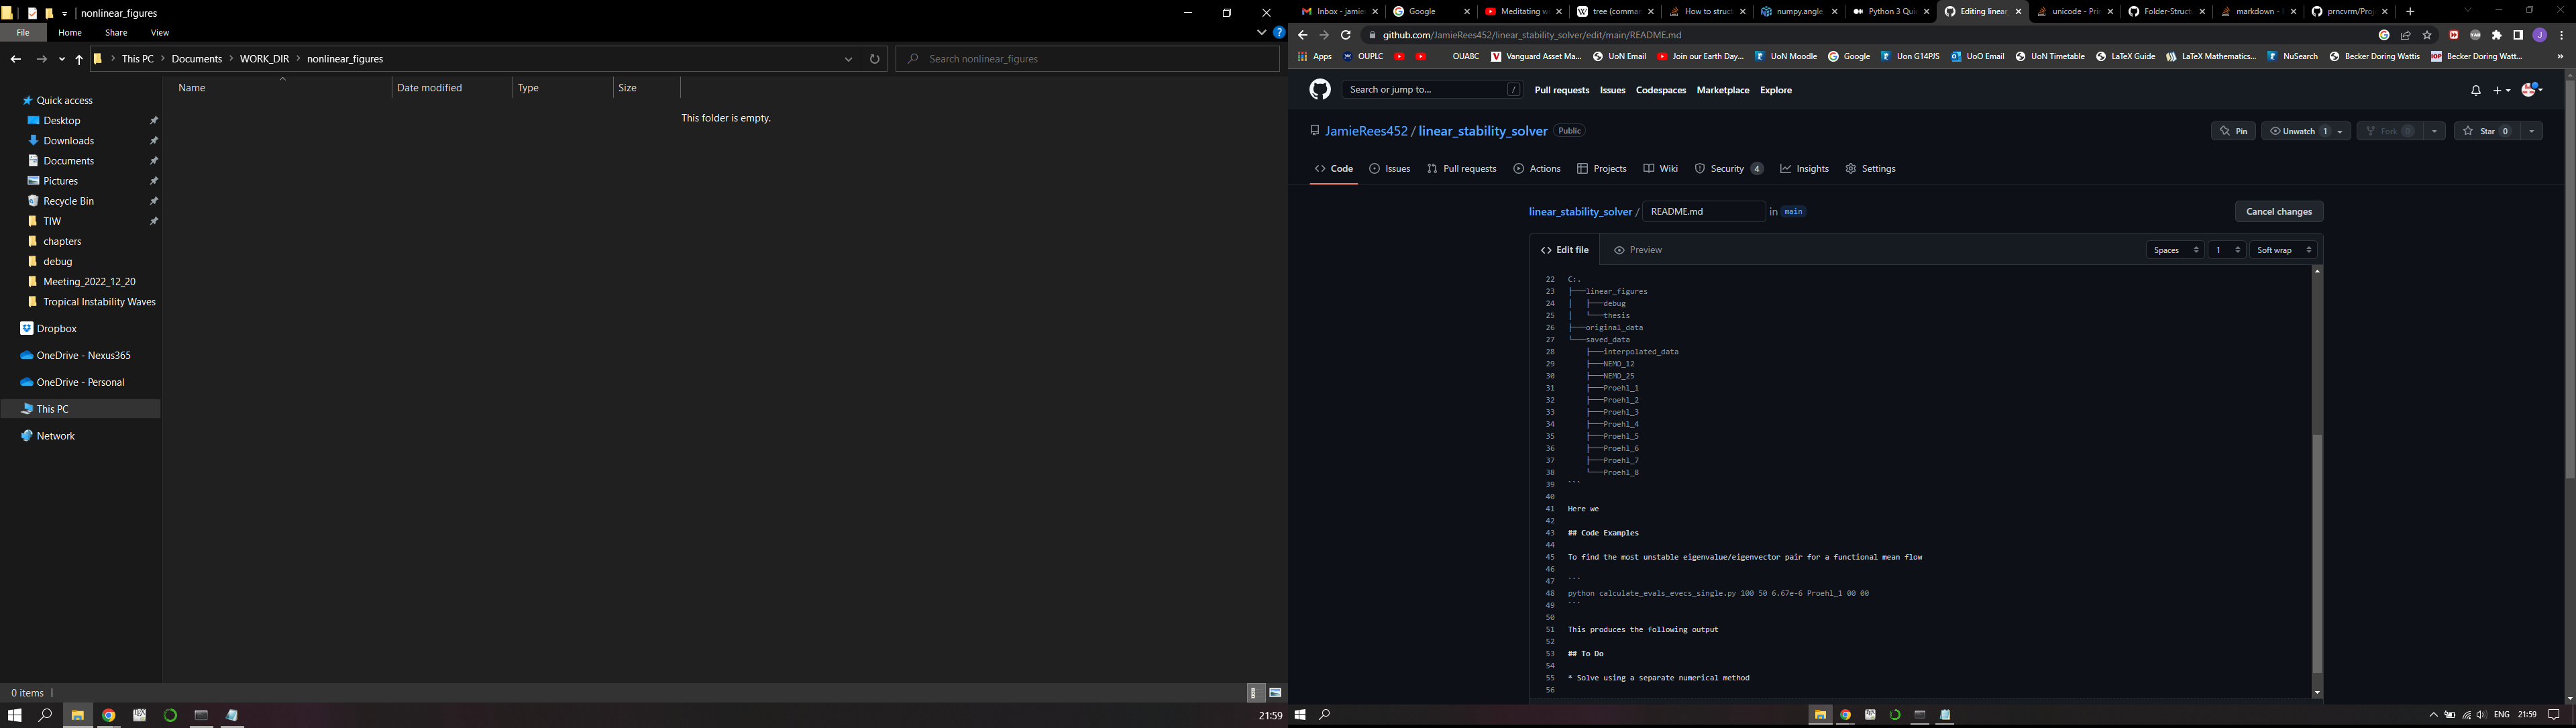 nonlinear_figures
File
Home
Share
View
This PC
Documents
WORK_DIR
nonlinear_figures
Search nonlinear_figures
Name
Date modified
Type
Size
This folder is empty.
Quick access
Desktop
Downloads
Documents
Pictures
Recycle Bin
TIW
chapters
debug
Meeting_2022_12_20
Tropical Instability Waves
Dropbox
OneDrive - Nexus365
OneDrive - Personal
This PC
Network
0 items
21:59
Inbox - jamie
Google
Meditating w
tree (comman
How to struct
numpy.angle
Python 3 Qui
Editing linear_
unicode - Pri
Folder-Struct
markdown -
prncvrm/Proj
github.com/JamieRees452/linear_stability_solver/edit/main/README.md
Apps
OUPLC
OUABC
Vanguard Asset Ma...
UoN Email
Join our Earth Day...
UoN Moodle
Google
Uon G14PJS
UoO Email
UoN Timetable
LaTeX Guide
LaTeX Mathematics...
NuSearch
Becker Doring Wattis
Becker Doring Watt...
Search or jump to...
/
Pull requests
Issues
Codespaces
Marketplace
Explore
JamieRees452 / linear_stability_solver
Public
Pin
Unwatch 1
Fork 0
Star 0
Code
Issues
Pull requests
Actions
Projects
Wiki
Security 4
Insights
Settings
linear_stability_solver / README.md in main
Cancel changes
Edit file
Preview
Spaces
1
Soft wrap
22 C:.
23 ├───linear_figures
24 │   ├───debug
25 │   └───thesis
26 ├───original_data
27 └───saved_data
28     ├───interpolated_data
29     ├───NEMO_12
30     ├───NEMO_25
31     ├───Proehl_1
32     ├───Proehl_2
33     ├───Proehl_3
34     ├───Proehl_4
35     ├───Proehl_5
36     ├───Proehl_6
37     ├───Proehl_7
38     └───Proehl_8
39 ```
40
41 Here we
42
43 ## Code Examples
44
45 To find the most unstable eigenvalue/eigenvector pair for a functional mean flow
46
47 ```
48 python calculate_evals_evecs_single.py 100 50 6.67e-6 Proehl_1 00 00
49 ```
50
51 This produces the following output
52
53 ## To Do
54
55 * Solve using a separate numerical method
56
ENG
21:59